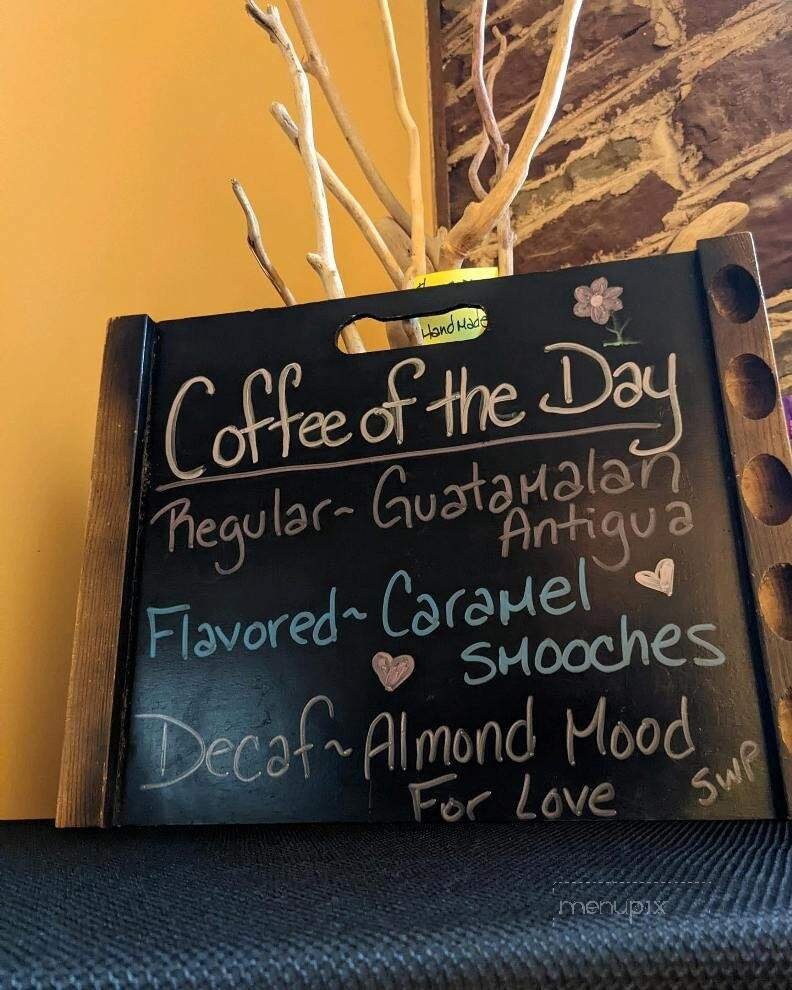 Hand Made
Coffee of the Day
Regular~ Guatamalan
Antigua
Flavored~ Caramel
Smooches
Decaf~ Almond Mood
For Love SWP
menupix